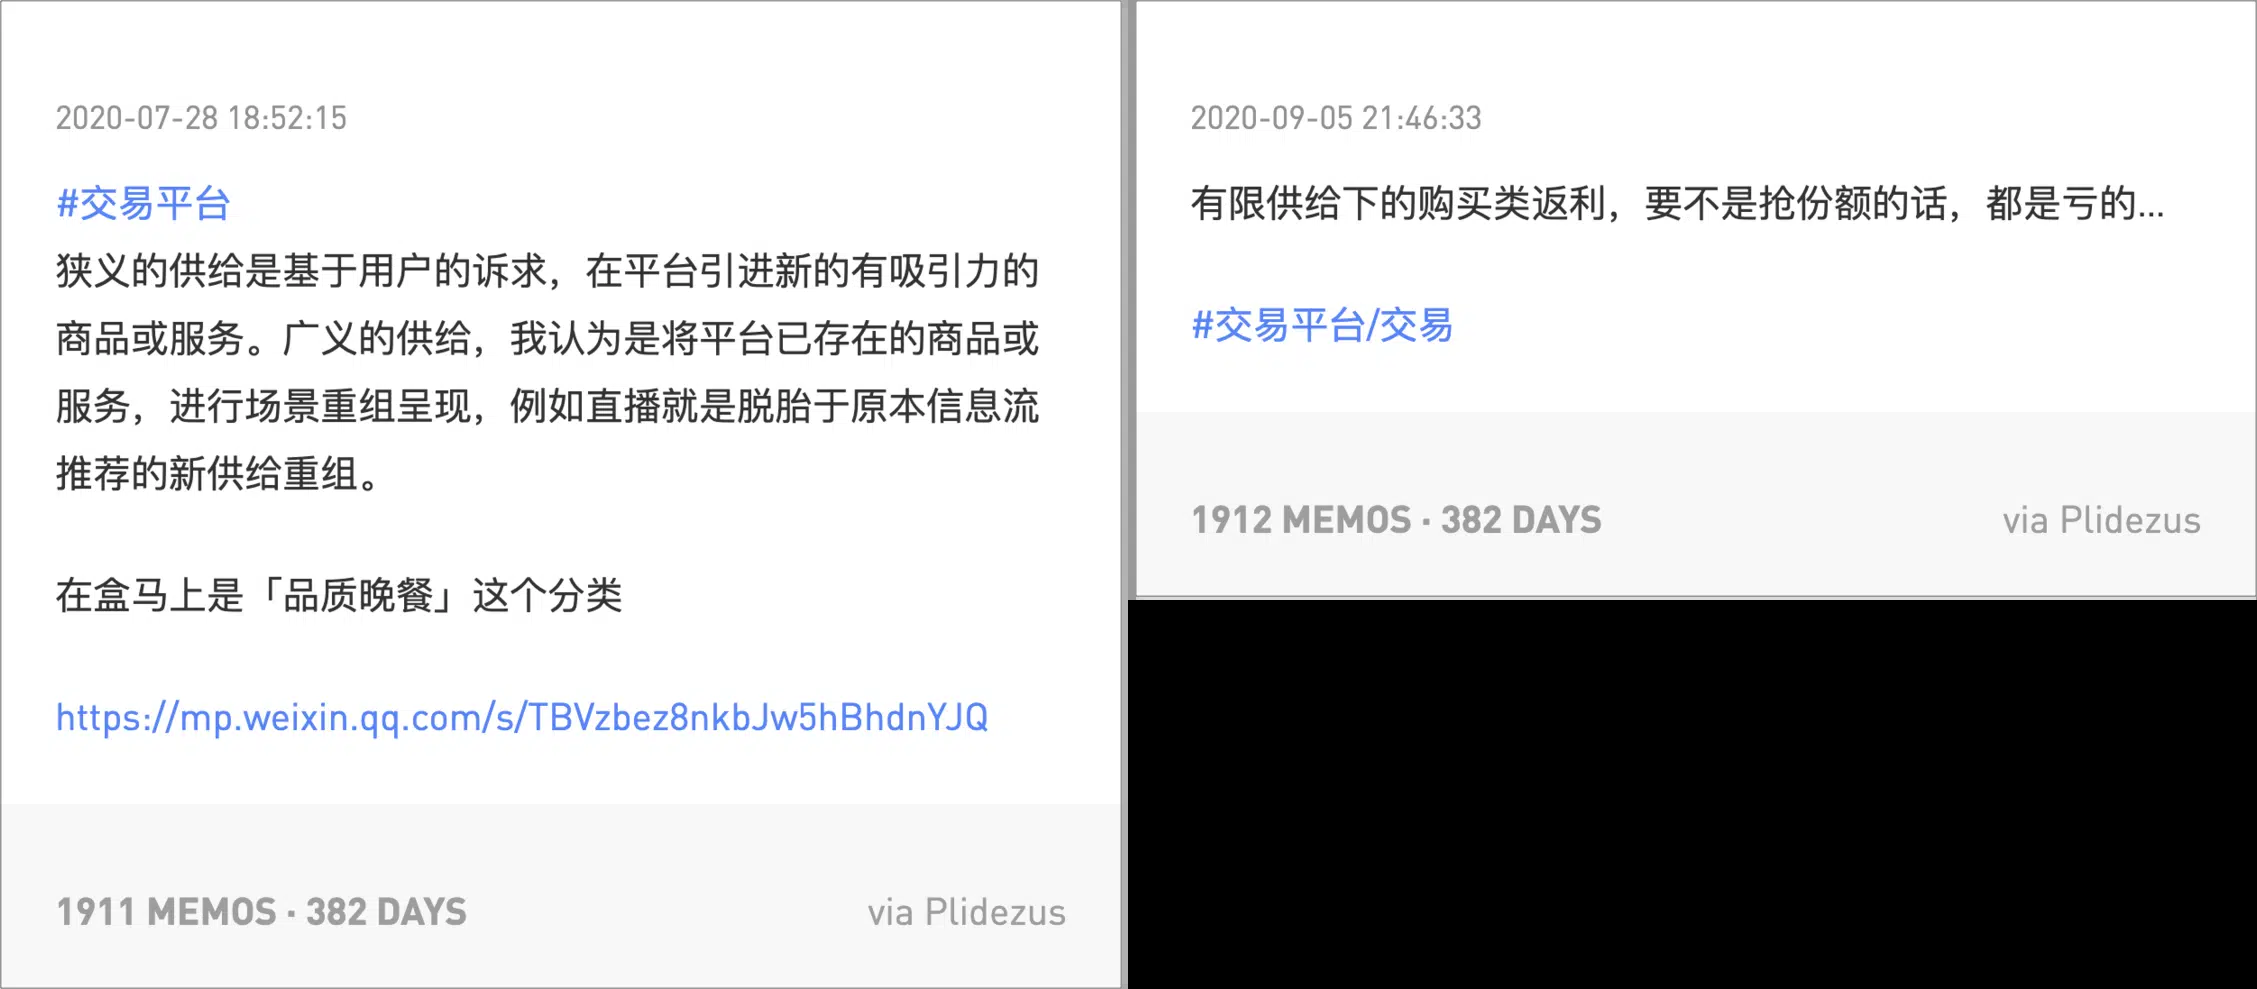 2020-07-28 18:52:15
#交易平台
狭义的供给是基于用户的诉求，在平台引进新的有吸引力的
商品或服务。广义的供给，我认为是将平台已存在的商品或
服务，进行场景重组呈现，例如直播就是脱胎于原本信息流
推荐的新供给重组。
在盒马上是「品质晚餐」这个分类
https://mp.weixin.qq.com/s/TBVzbez8nkbJw5hBhdnYJQ
1911 MEMOS · 382 DAYS
via Plidezus
2020-09-05 21:46:33
有限供给下的购买类返利，要不是抢份额的话，都是亏的...
#交易平台/交易
1912 MEMOS · 382 DAYS
via Plidezus